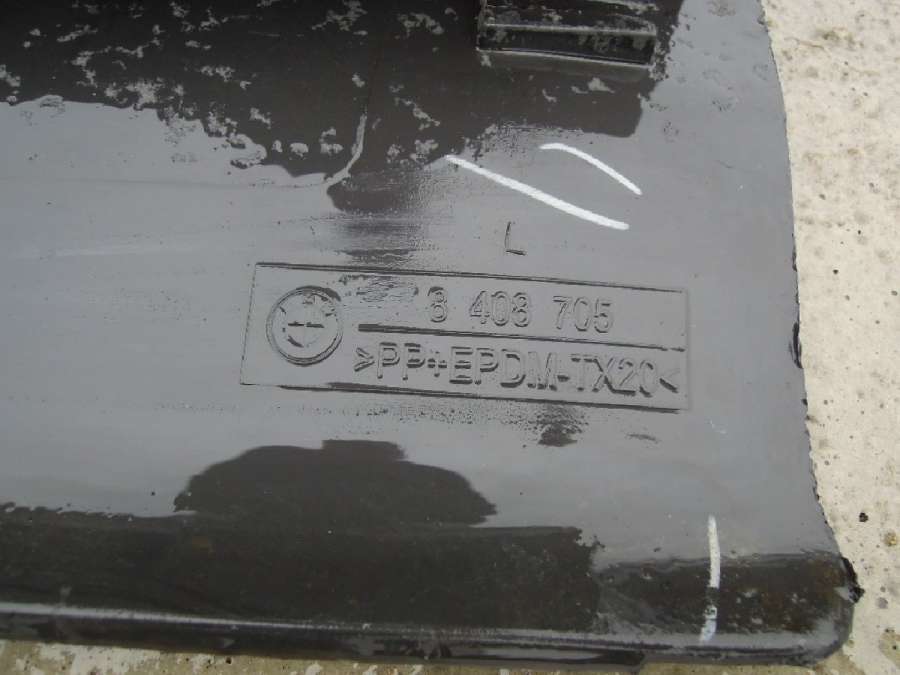 L
8 408 705
>PP+EPDM-TX20<